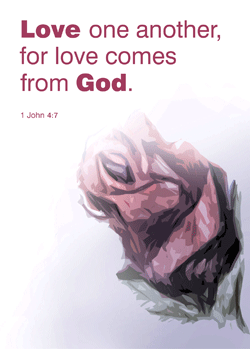 Love one another,
for love comes
from God.
1 John 4:7